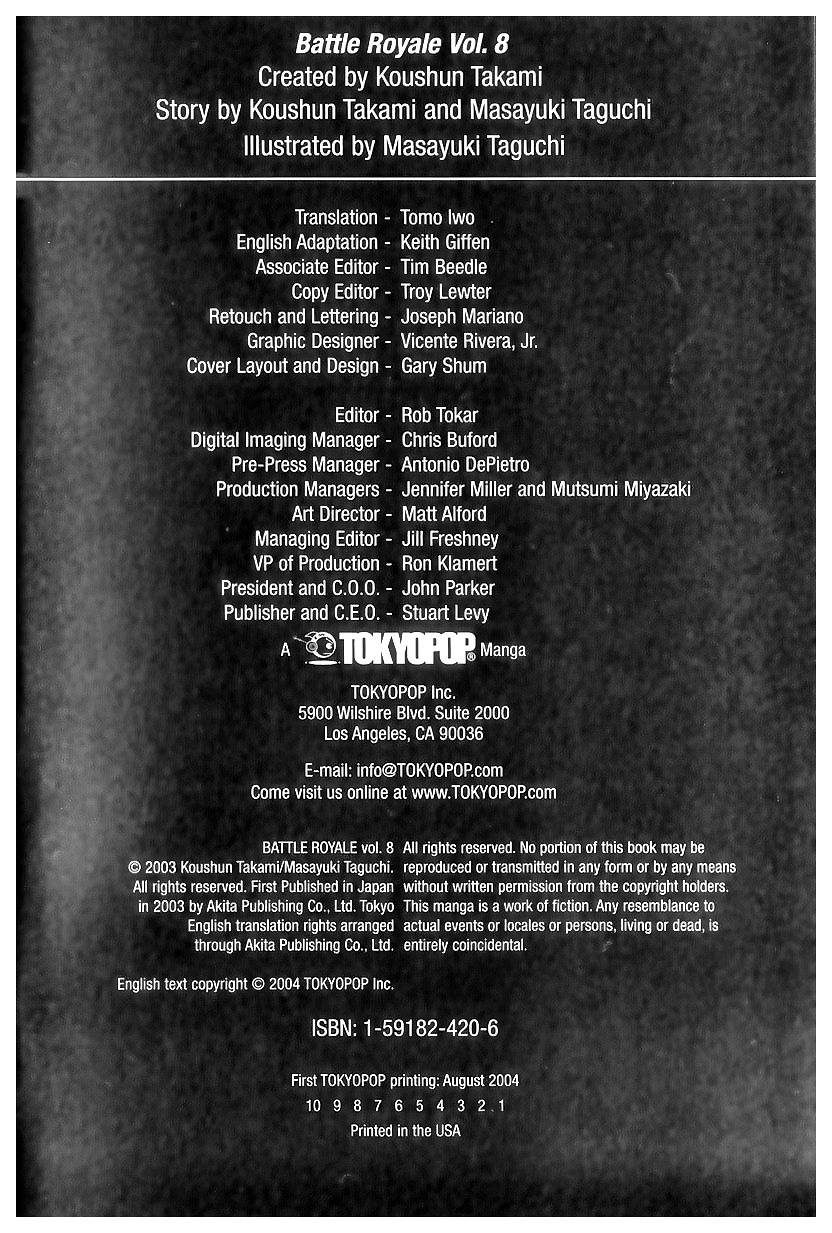 Battle Royale Vol. 8
Created by Koushun Takami
Story by Koushun Takami and Masayuki Taguchi
Illustrated by Masayuki Taguchi
Translation - Tomo Iwo
English Adaptation - Keith Giffen
Associate Editor - Tim Beedle
Copy Editor - Troy Lewter
Retouch and Lettering - Joseph Mariano
Graphic Designer - Vicente Rivera, Jr.
Cover Layout and Design - Gary Shum
Editor - Rob Tokar
Digital Imaging Manager - Chris Buford
Pre-Press Manager - Antonio DePietro
Production Managers - Jennifer Miller and Mutsumi Miyazaki
Art Director - Matt Alford
Managing Editor - Jill Freshney
VP of Production - Ron Klamert
President and C.O.O. - John Parker
Publisher and C.E.O. - Stuart Levy
A TOKYOPOP® Manga
TOKYOPOP Inc.
5900 Wilshire Blvd. Suite 2000
Los Angeles, CA 90036
E-mail: info@TOKYOPOP.com
Come visit us online at www.TOKYOPOP.com
BATTLE ROYALE vol. 8
© 2003 Koushun Takami/Masayuki Taguchi.
All rights reserved. First Published in Japan
in 2003 by Akita Publishing Co., Ltd. Tokyo
English translation rights arranged
through Akita Publishing Co., Ltd.
English text copyright © 2004 TOKYOPOP Inc.
All rights reserved. No portion of this book may be
reproduced or transmitted in any form or by any means
without written permission from the copyright holders.
This manga is a work of fiction. Any resemblance to
actual events or locales or persons, living or dead, is
entirely coincidental.
ISBN: 1-59182-420-6
First TOKYOPOP printing: August 2004
10 9 8 7 6 5 4 3 2 1
Printed in the USA